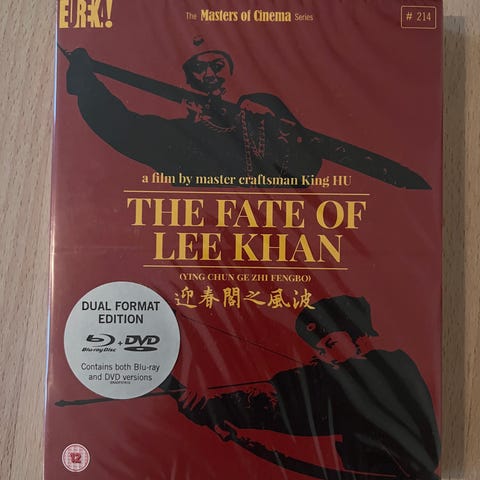 EUREKA!
The Masters of Cinema Series
# 214
a film by master craftsman King HU
THE FATE OF
LEE KHAN
(YING CHUN GE ZHI FENGBO)
迎春閣之風波
DUAL FORMAT
EDITION
Blu-ray Disc + DVD
Contains both Blu-ray
and DVD versions
12